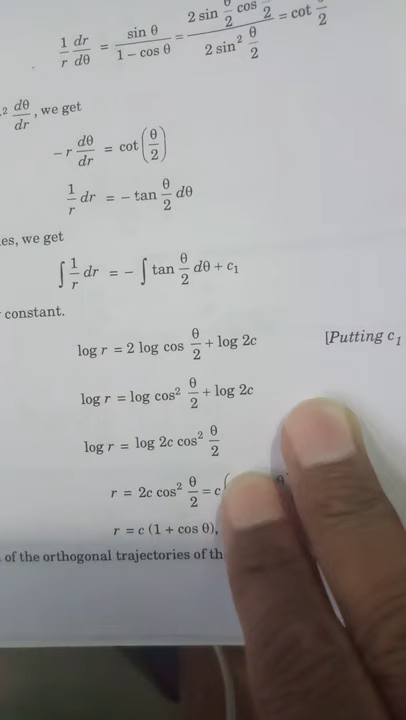 1/r dr/dθ = sin θ / 1 – cos θ = 2 sin θ/2 cos θ/2 / 2 sin² θ/2 = cot θ/2
² dθ/dr, we get
– r dθ/dr = cot (θ/2)
1/r dr = – tan θ/2 dθ
es, we get
∫ 1/r dr = – ∫ tan θ/2 dθ + c₁
constant.
log r = 2 log cos θ/2 + log 2c [Putting c₁
log r = log cos² θ/2 + log 2c
log r = log 2c cos² θ/2
r = 2c cos² θ/2 = c
r = c (1 + cos θ),
of the orthogonal trajectories of th